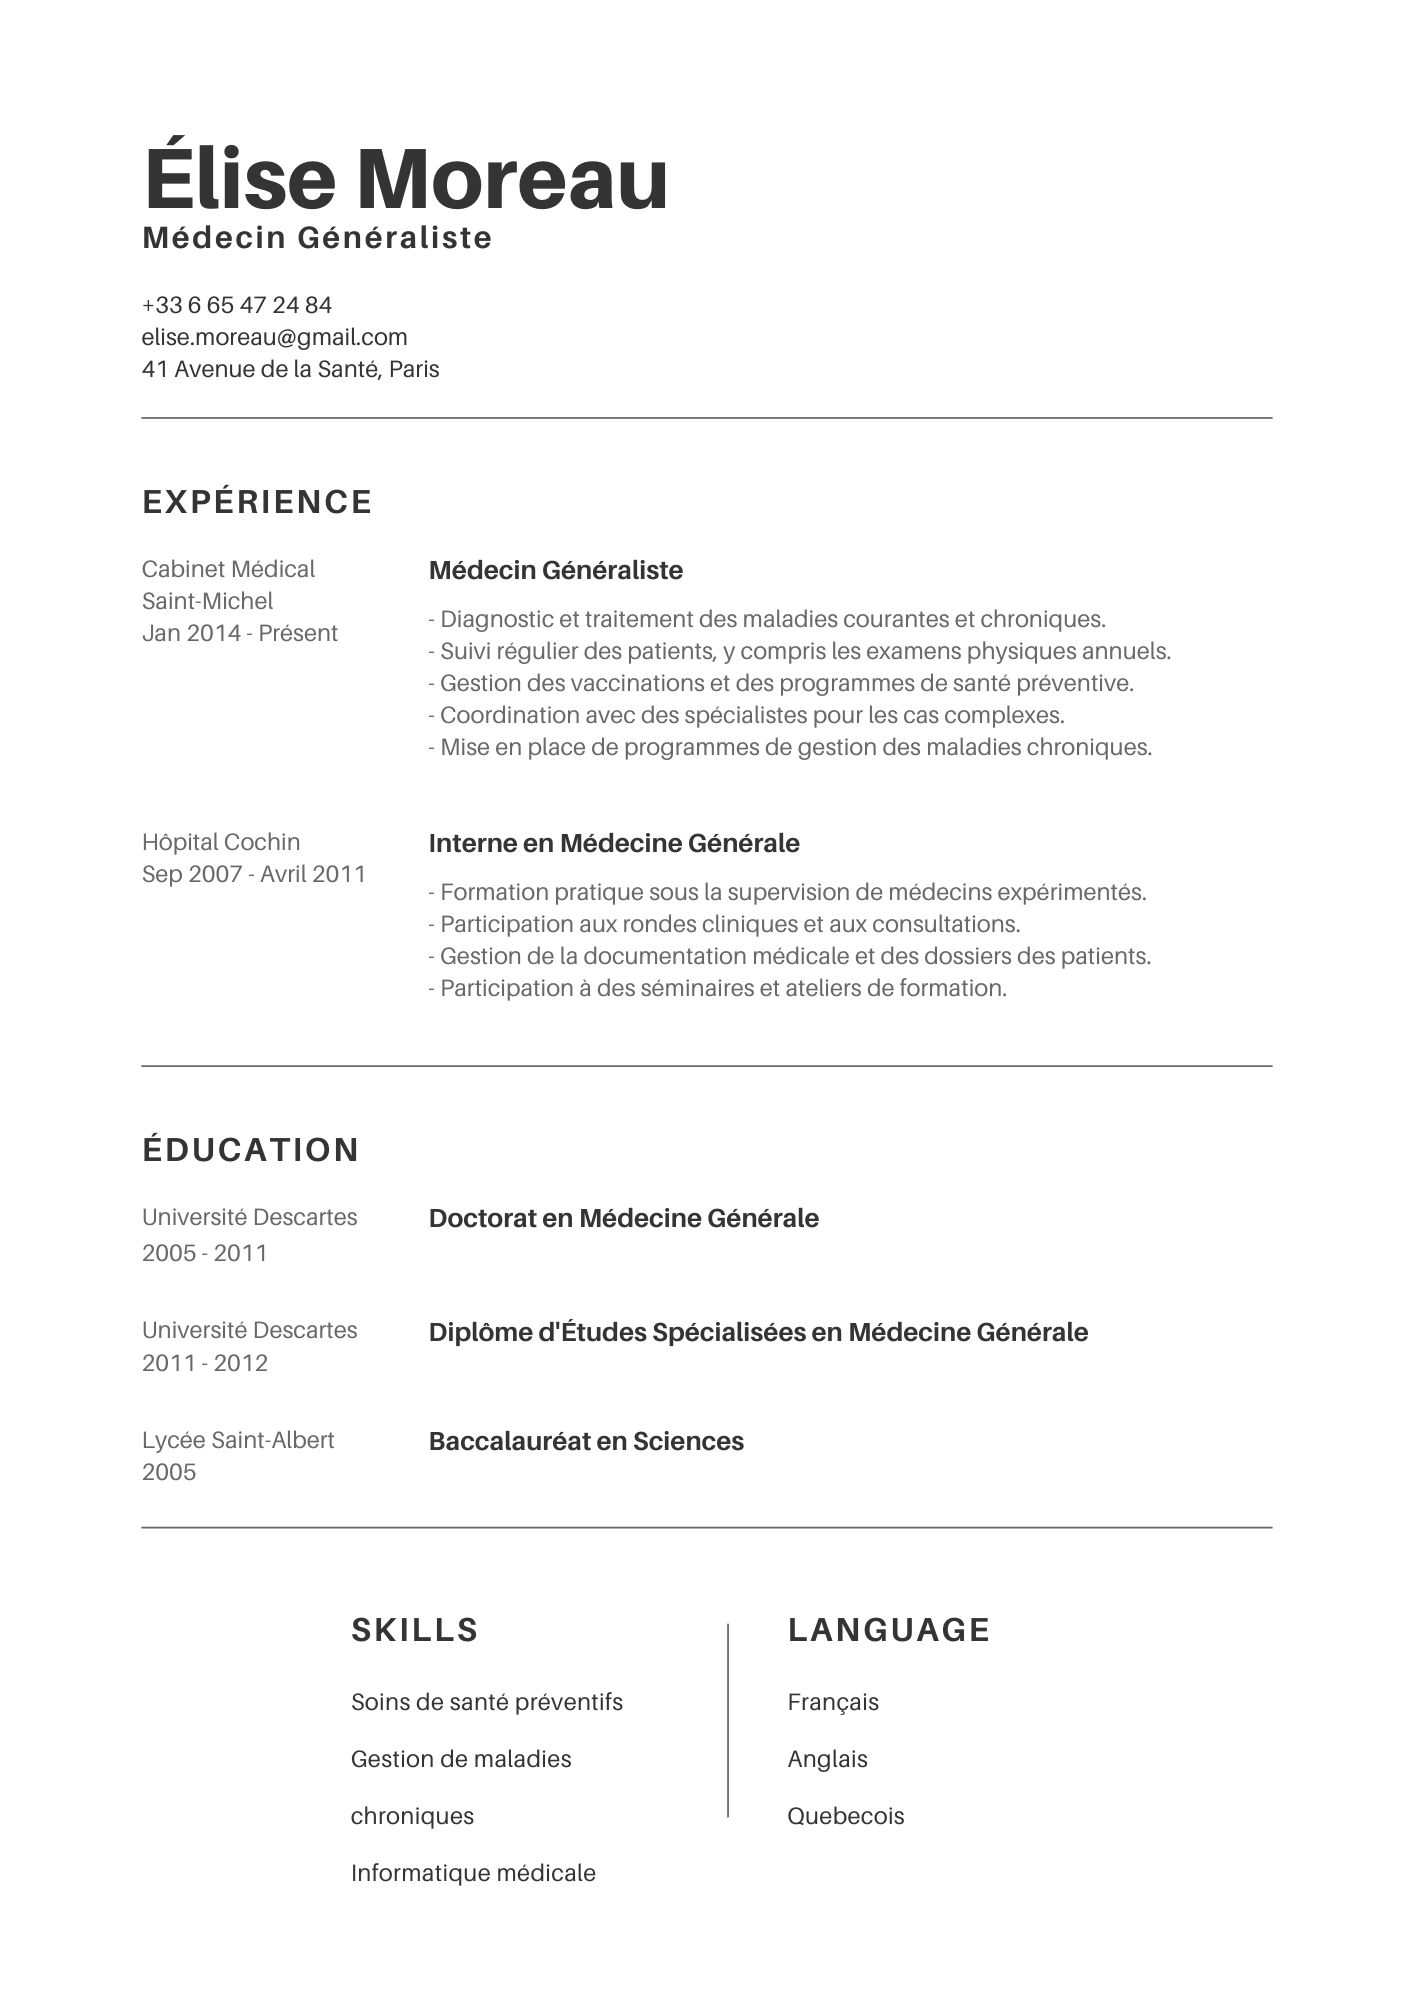 Élise Moreau
Médecin Généraliste
+33 6 65 47 24 84
elise.moreau@gmail.com
41 Avenue de la Santé, Paris
EXPÉRIENCE
Cabinet Médical
Saint-Michel
Jan 2014 - Présent
Médecin Généraliste
- Diagnostic et traitement des maladies courantes et chroniques.
- Suivi régulier des patients, y compris les examens physiques annuels.
- Gestion des vaccinations et des programmes de santé préventive.
- Coordination avec des spécialistes pour les cas complexes.
- Mise en place de programmes de gestion des maladies chroniques.
Hôpital Cochin
Sep 2007 - Avril 2011
Interne en Médecine Générale
- Formation pratique sous la supervision de médecins expérimentés.
- Participation aux rondes cliniques et aux consultations.
- Gestion de la documentation médicale et des dossiers des patients.
- Participation à des séminaires et ateliers de formation.
ÉDUCATION
Université Descartes
2005 - 2011
Doctorat en Médecine Générale
Université Descartes
2011 - 2012
Diplôme d'Études Spécialisées en Médecine Générale
Lycée Saint-Albert
2005
Baccalauréat en Sciences
SKILLS
Soins de santé préventifs
Gestion de maladies
chroniques
Informatique médicale
LANGUAGE
Français
Anglais
Quebecois